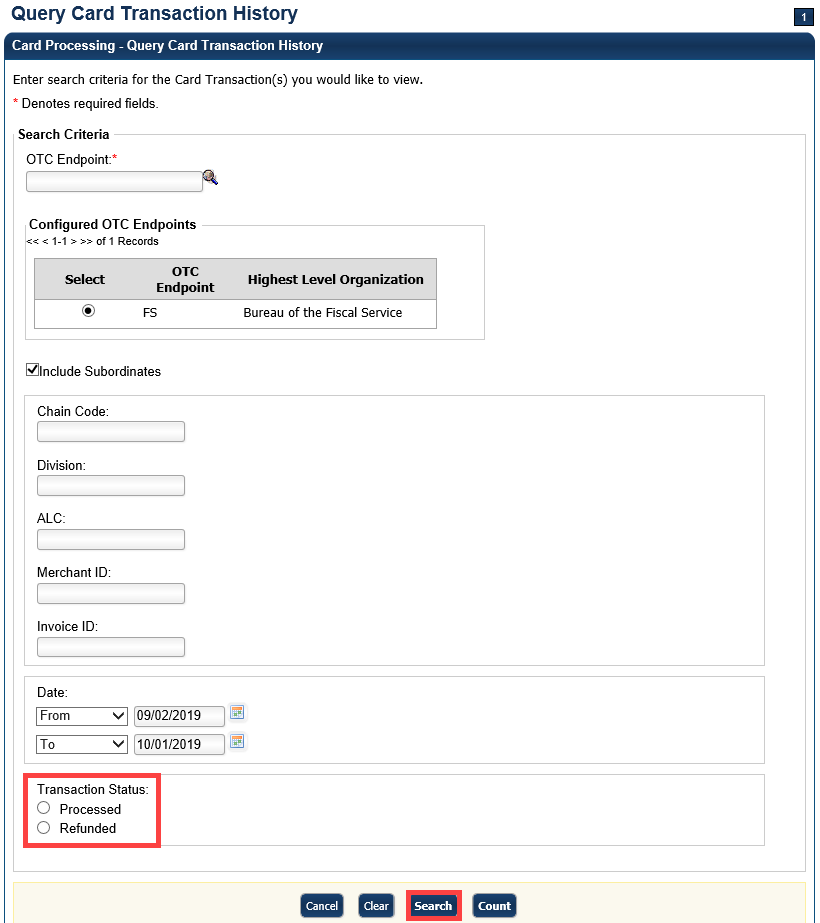 Query Card Transaction History
1
Card Processing - Query Card Transaction History
Enter search criteria for the Card Transaction(s) you would like to view.
* Denotes required fields.
Search Criteria
OTC Endpoint:*
Configured OTC Endpoints
<< < 1-1 > >> of 1 Records
Select OTC Endpoint Highest Level Organization
FS Bureau of the Fiscal Service
Include Subordinates
Chain Code:
Division:
ALC:
Merchant ID:
Invoice ID:
Date:
From 09/02/2019
To 10/01/2019
Transaction Status:
Processed
Refunded
Cancel Clear Search Count